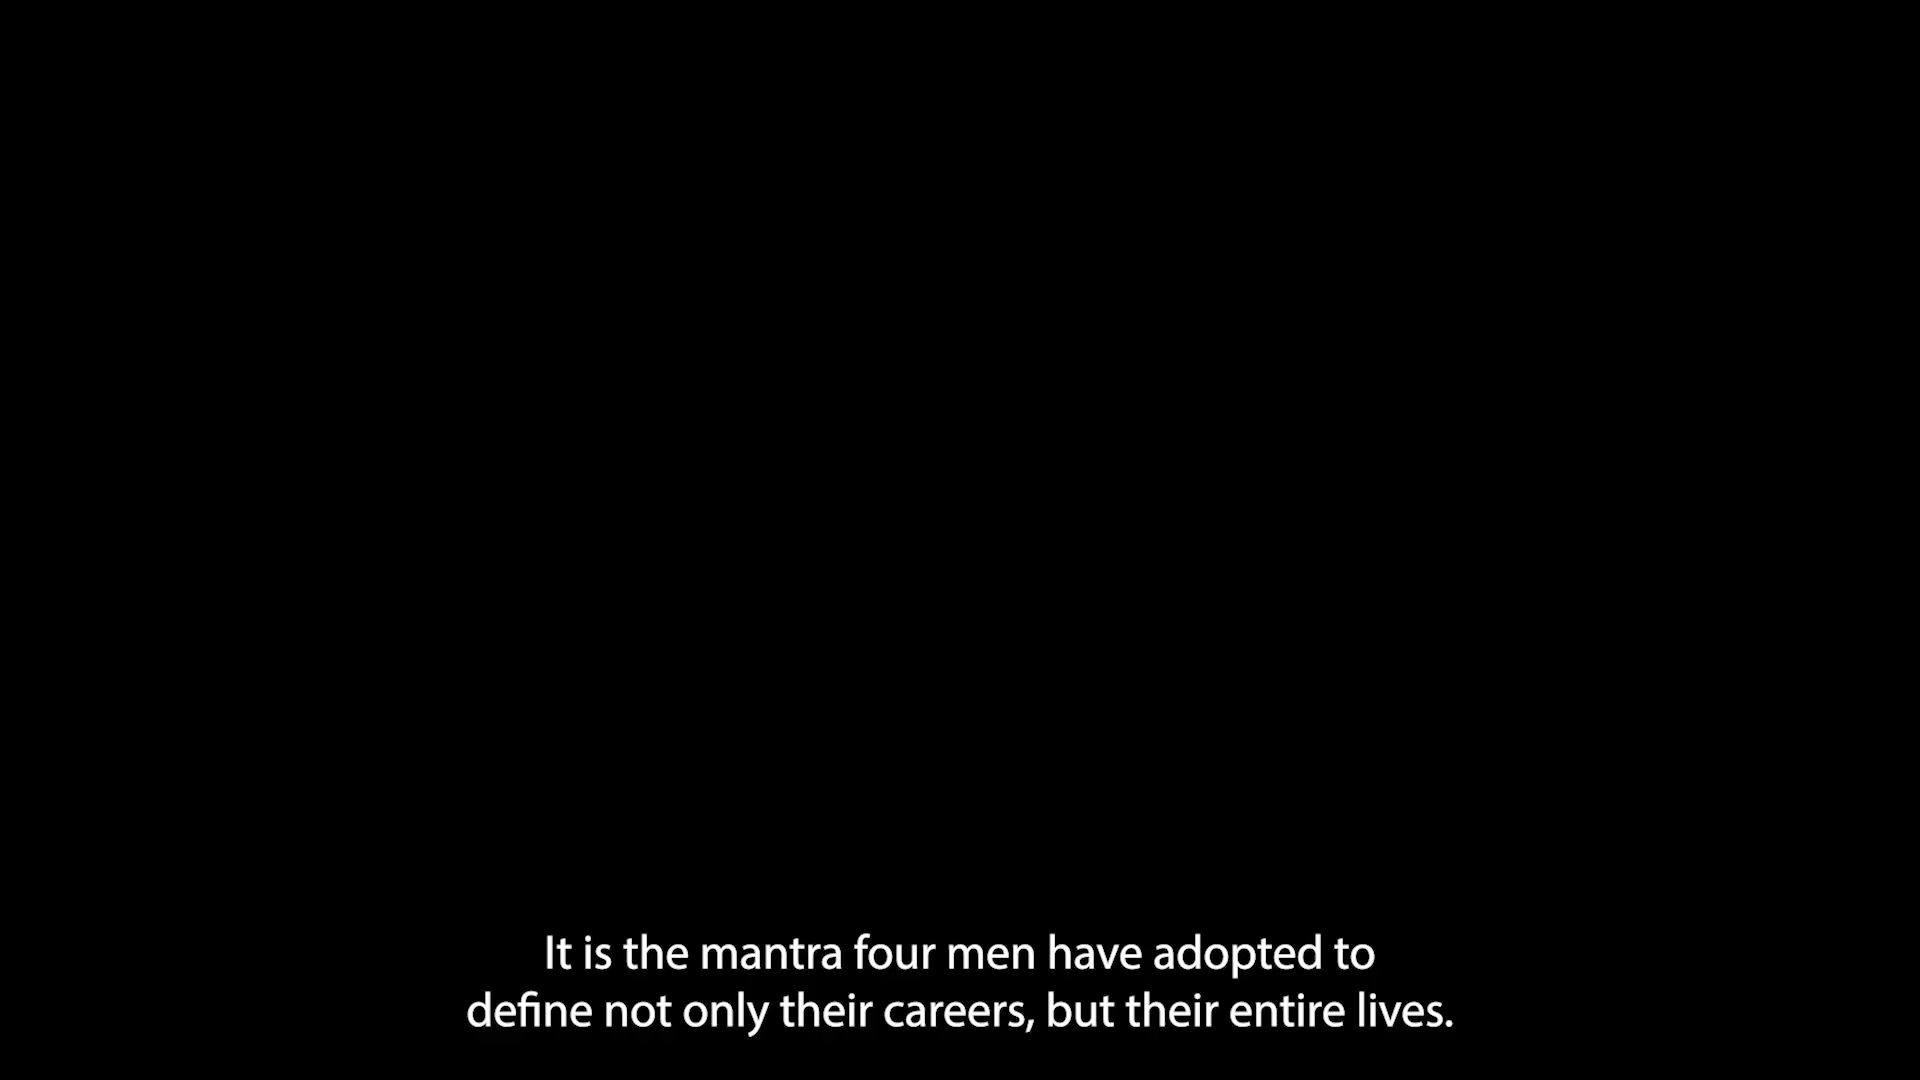 It is the mantra four men have adopted to
define not only their careers, but their entire lives.